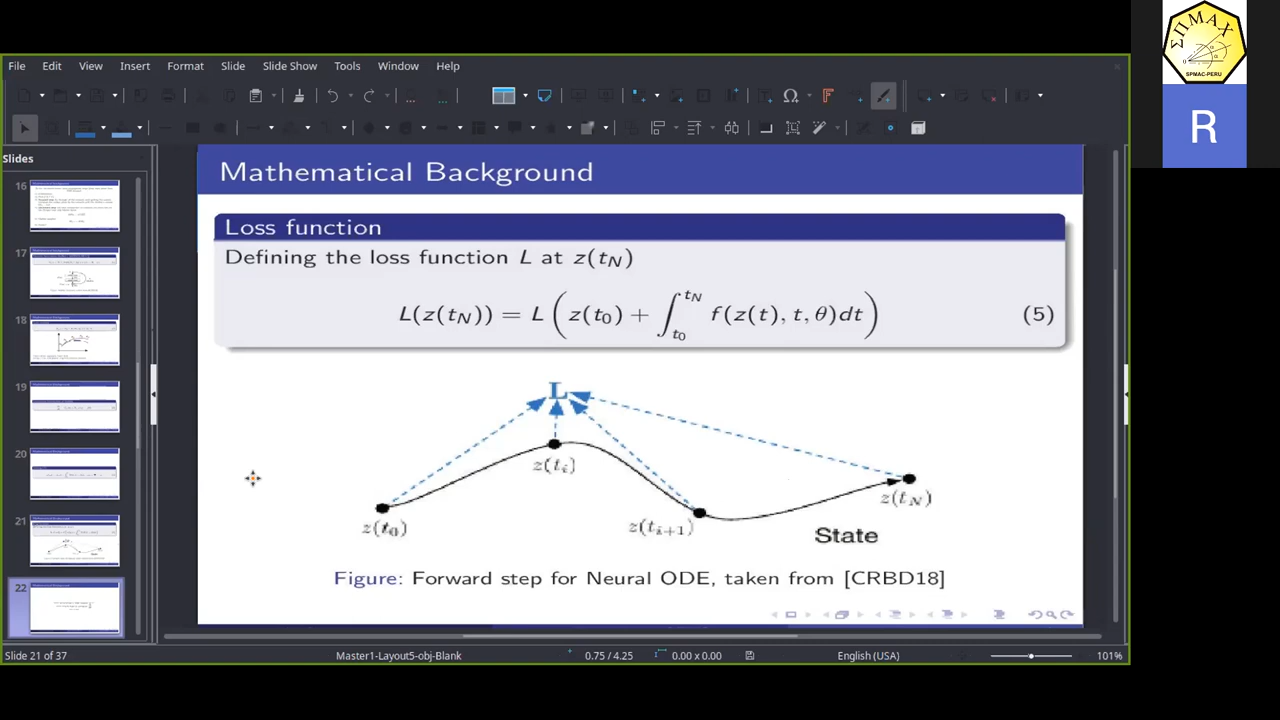 File Edit View Insert Format Slide Slide Show Tools Window Help
ΣΠΜΑΧ
SPMAC-PERU
R
Slides
16
17
18
19
20
21
22
Mathematical Background
Loss function
Defining the loss function L at z(t_N)
L(z(t_N)) = L ( z(t_0) + ∫_{t_0}^{t_N} f(z(t), t, θ)dt ) (5)
L
z(t_0)
z(t_i)
z(t_{i+1})
z(t_N)
State
Figure: Forward step for Neural ODE, taken from [CRBD18]
Slide 21 of 37 Master1-Layout5-obj-Blank 0.75 / 4.25 0.00 x 0.00 English (USA) 101%